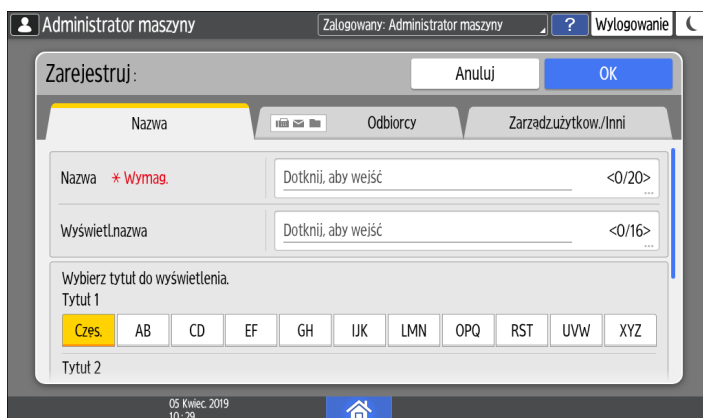 Administrator maszyny Zalogowany: Administrator maszyny ? Wylogowanie
Zarejestruj: Anuluj OK
Nazwa Odbiorcy Zarządz.użytkow./Inni
Nazwa * Wymag. Dotknij, aby wejść <0/20>
Wyświetl.nazwa Dotknij, aby wejść <0/16>
Wybierz tytuł do wyświetlenia.
Tytuł 1
Częs. AB CD EF GH IJK LMN OPQ RST UVW XYZ
Tytuł 2
05 Kwiec. 2019
10:29